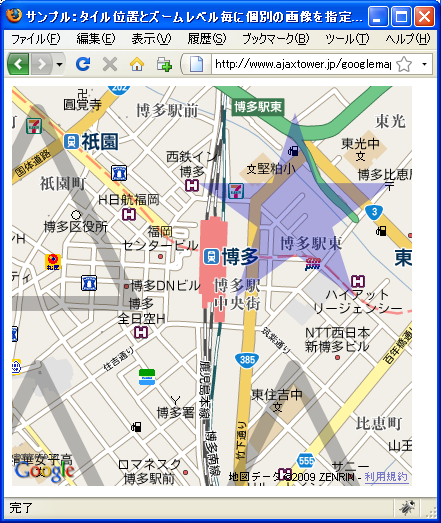 サンプル：タイル位置とズームレベル毎に個別の画像を指定...
ファイル(F) 編集(E) 表示(V) 履歴(S) ブックマーク(B) ツール(T) ヘルプ(H)
http://www.ajaxtower.jp/googlemap
202
圓覚寺
博多駅前
博多駅東
東光
祇園
東光中
国体道路
西鉄イン
博多
文堅粕小
文
祇園町
博多比恵
H日航福岡
3
博多区役所
福岡
センタービル
博多駅東
博多
am
pm
東
博多DNビル
博多駅
中央街
博多
全日空H
ハイアット
リージェンシー
筑紫通り
NTT西日本
新博多ビル
住吉通り
385
百年橋通り
鹿児島本線
東住吉中
文
博多署
博多南線
竹下通り
比恵町
山王
ロマネスク
博多駅前
555
サニー
Google
地図データ ©2009 ZENRIN - 利用規約
完了